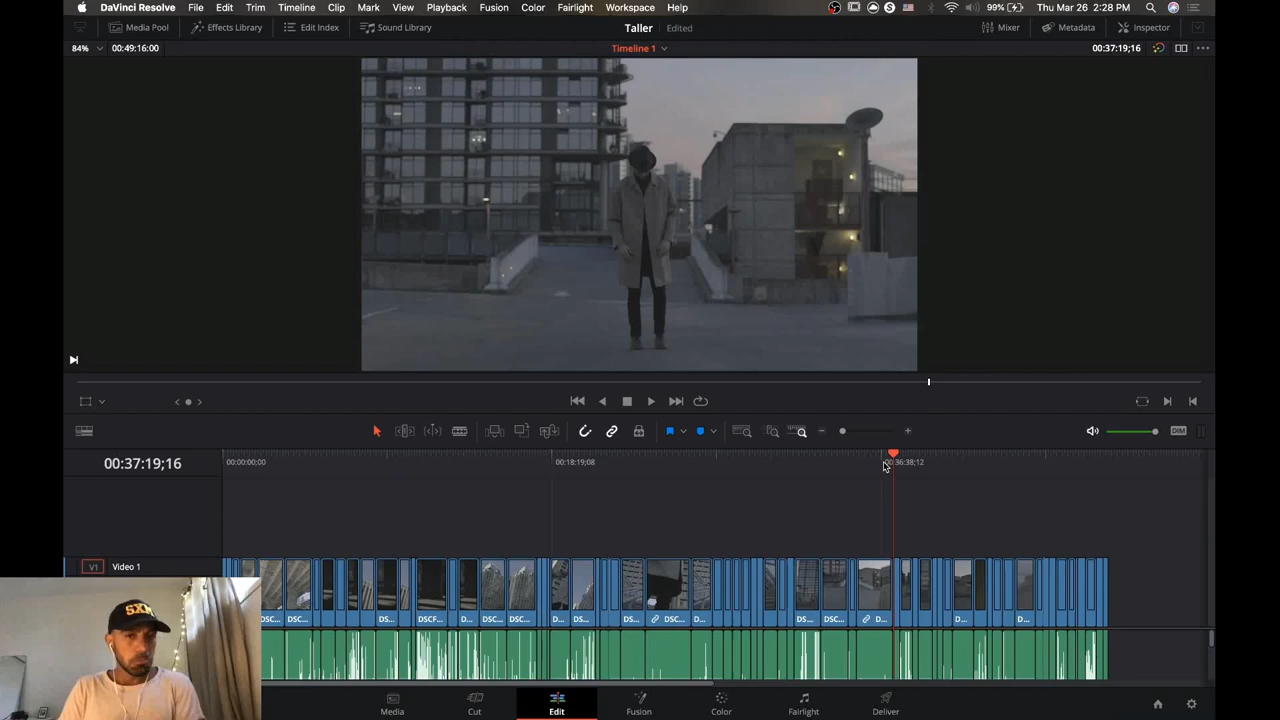 DaVinci Resolve File Edit Trim Timeline Clip Mark View Playback Fusion Color Fairlight Workspace Help 99% Thu Mar 26 2:28 PM
Media Pool Effects Library Edit Index Sound Library Taller Edited Mixer Metadata Inspector
84% 00:49:16:00 Timeline 1 00:37:19;16
DIM
00:37:19;16 00:00:00;00 00:18:19;08 00:36:38;12
V1 Video 1
DSC... DSC... DS... DSCF... D... DSC... DSC... D... DS... DS... DSC... D... DS... DSC... D... D... D...
SXM
Media Cut Edit Fusion Color Fairlight Deliver